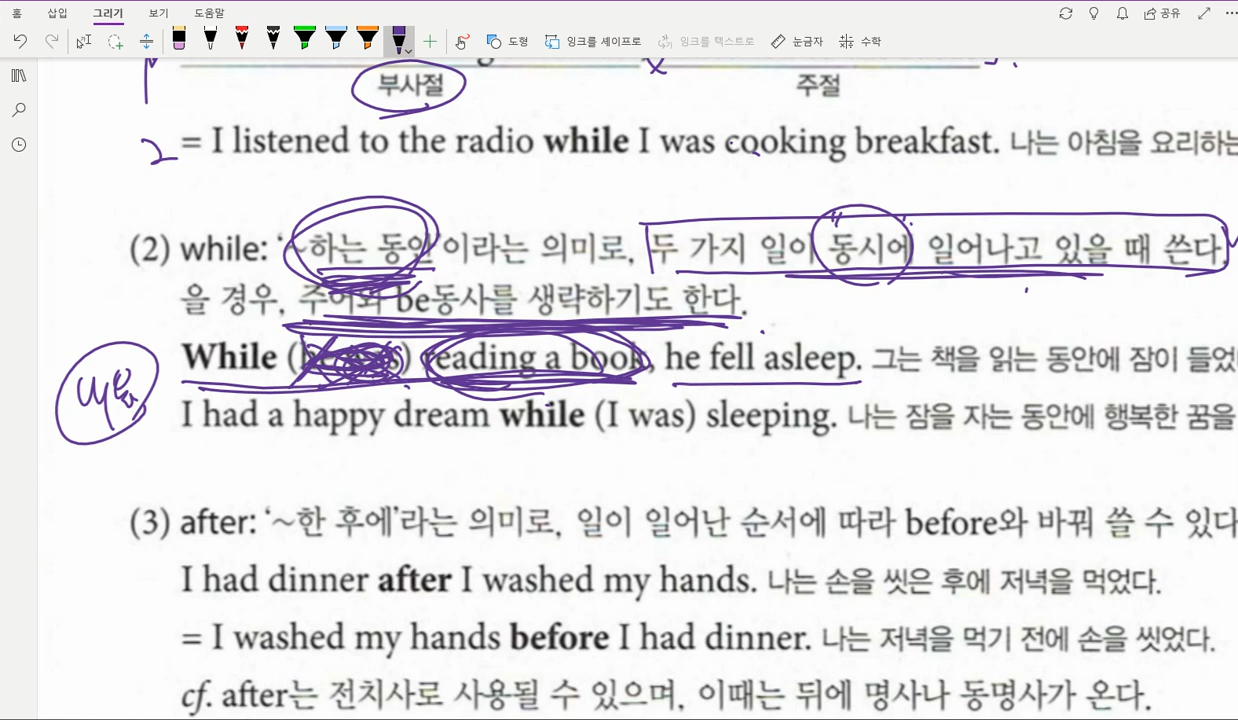 홈 삽입 그리기 보기 도움말
공유
도형 잉크를 셰이프로 잉크를 텍스트로 눈금자 수학
부사절 주절
2 = I listened to the radio while I was cooking breakfast. 나는 아침을 요리하는
(2) while: ‘~하는 동안’이라는 의미로, 두 가지 일이 동시에 일어나고 있을 때 쓴다.
을 경우, 주어와 be동사를 생략하기도 한다.
While ( ) reading a book, he fell asleep. 그는 책을 읽는 동안에 잠이 들었
I had a happy dream while (I was) sleeping. 나는 잠을 자는 동안에 행복한 꿈을
(3) after: ‘~한 후에’라는 의미로, 일이 일어난 순서에 따라 before와 바꿔 쓸 수 있다
I had dinner after I washed my hands. 나는 손을 씻은 후에 저녁을 먹었다.
= I washed my hands before I had dinner. 나는 저녁을 먹기 전에 손을 씻었다.
cf. after는 전치사로 사용될 수 있으며, 이때는 뒤에 명사나 동명사가 온다.